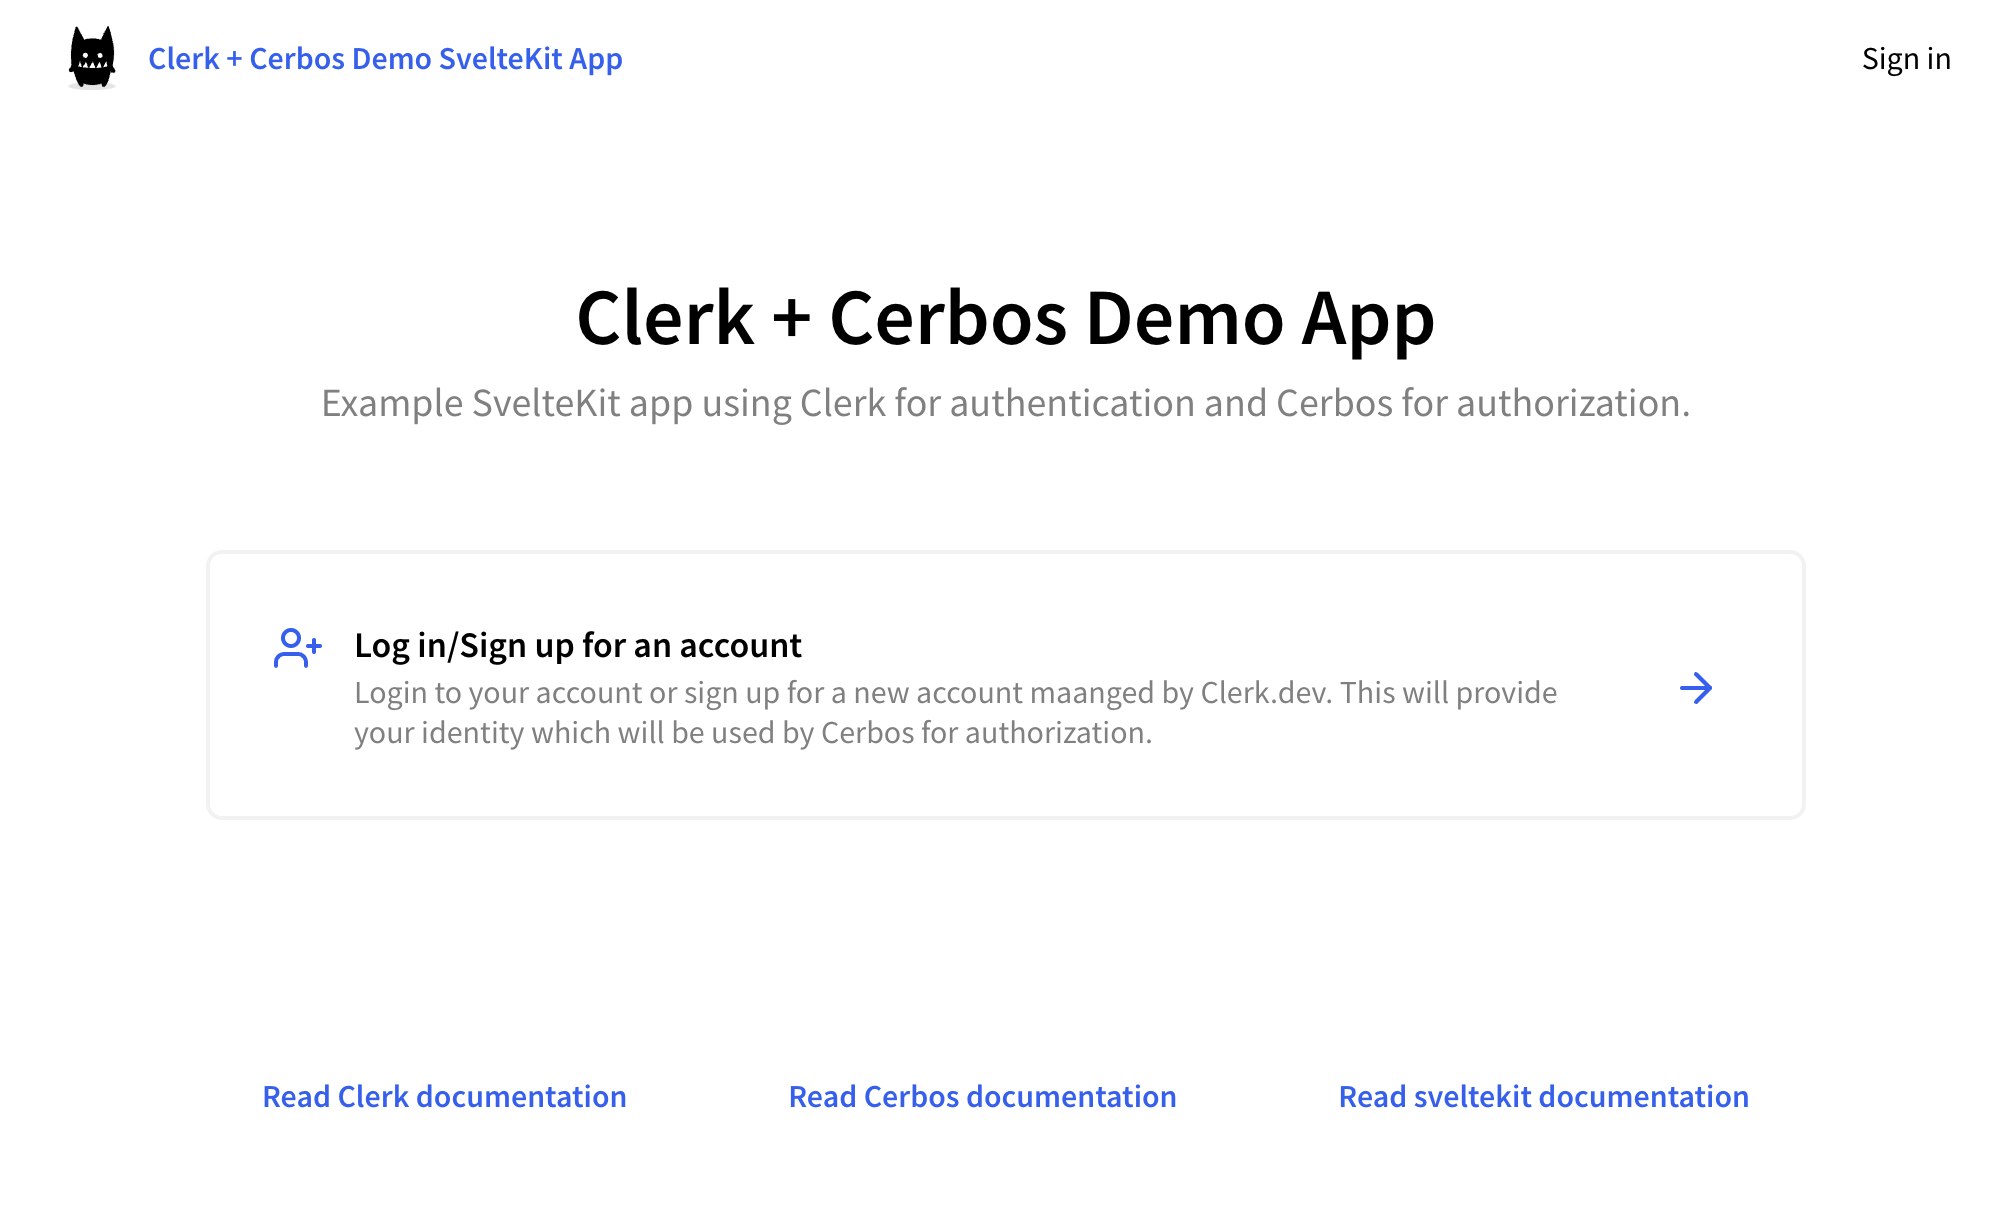 Clerk + Cerbos Demo SvelteKit App
Sign in
Clerk + Cerbos Demo App
Example SvelteKit app using Clerk for authentication and Cerbos for authorization.
Log in/Sign up for an account
Login to your account or sign up for a new account maanged by Clerk.dev. This will provide
your identity which will be used by Cerbos for authorization.
Read Clerk documentation
Read Cerbos documentation
Read sveltekit documentation